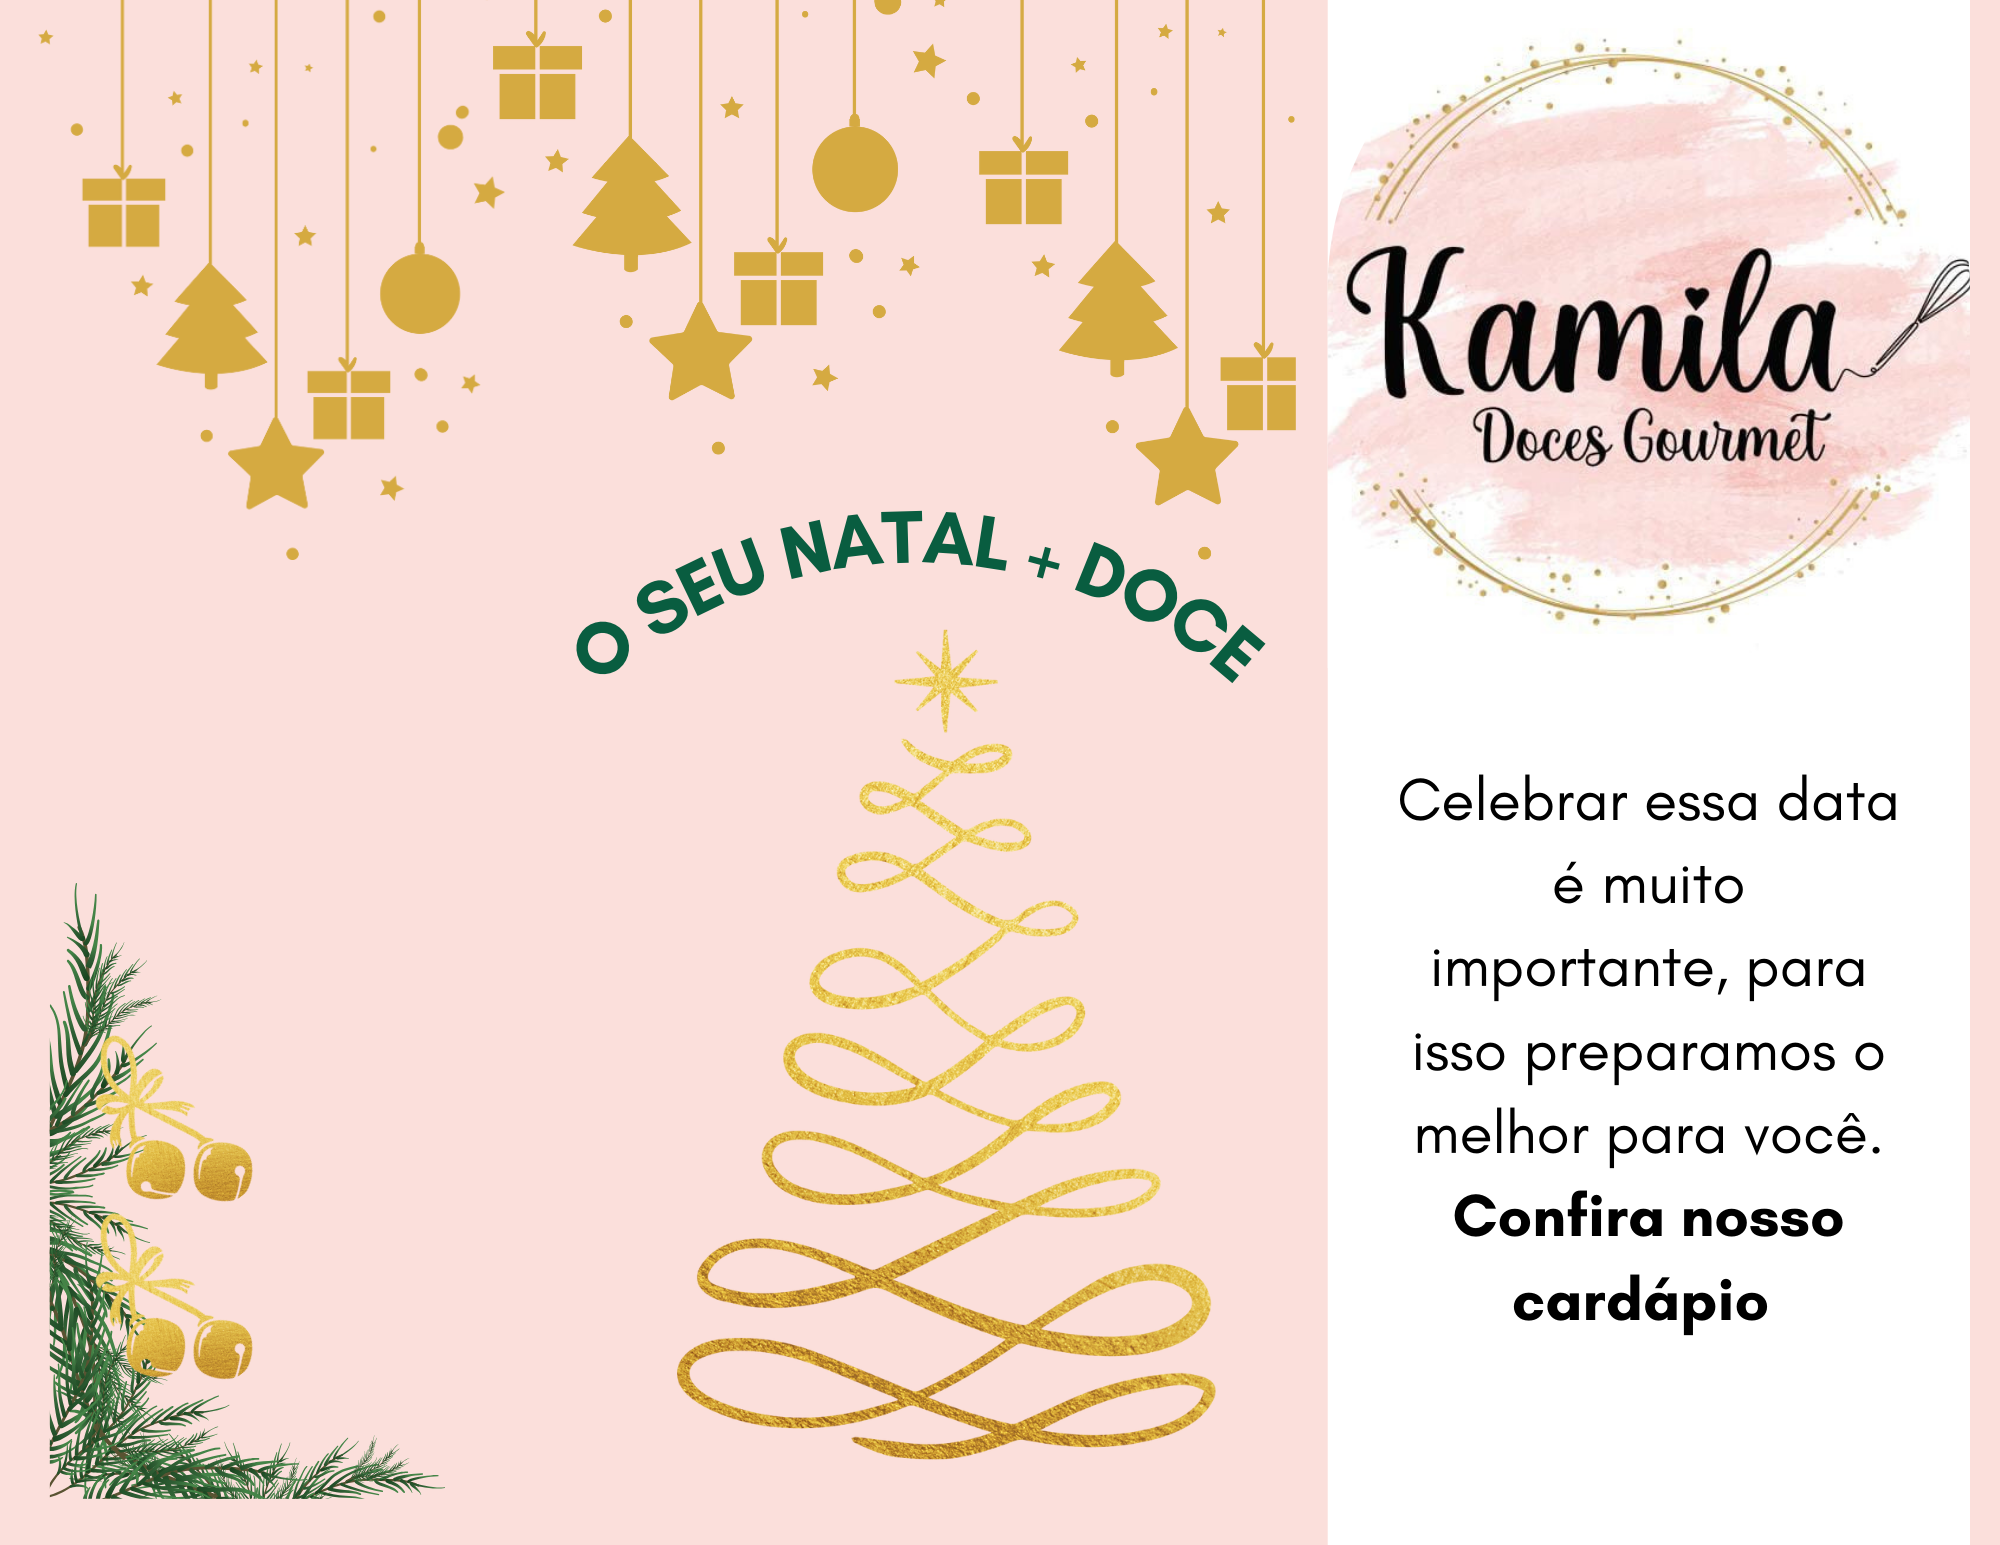 O SEU NATAL + DOCE
Kamila
Doces Gourmet
Celebrar essa data
é muito
importante, para
isso preparamos o
melhor para você.
Confira nosso
cardápio